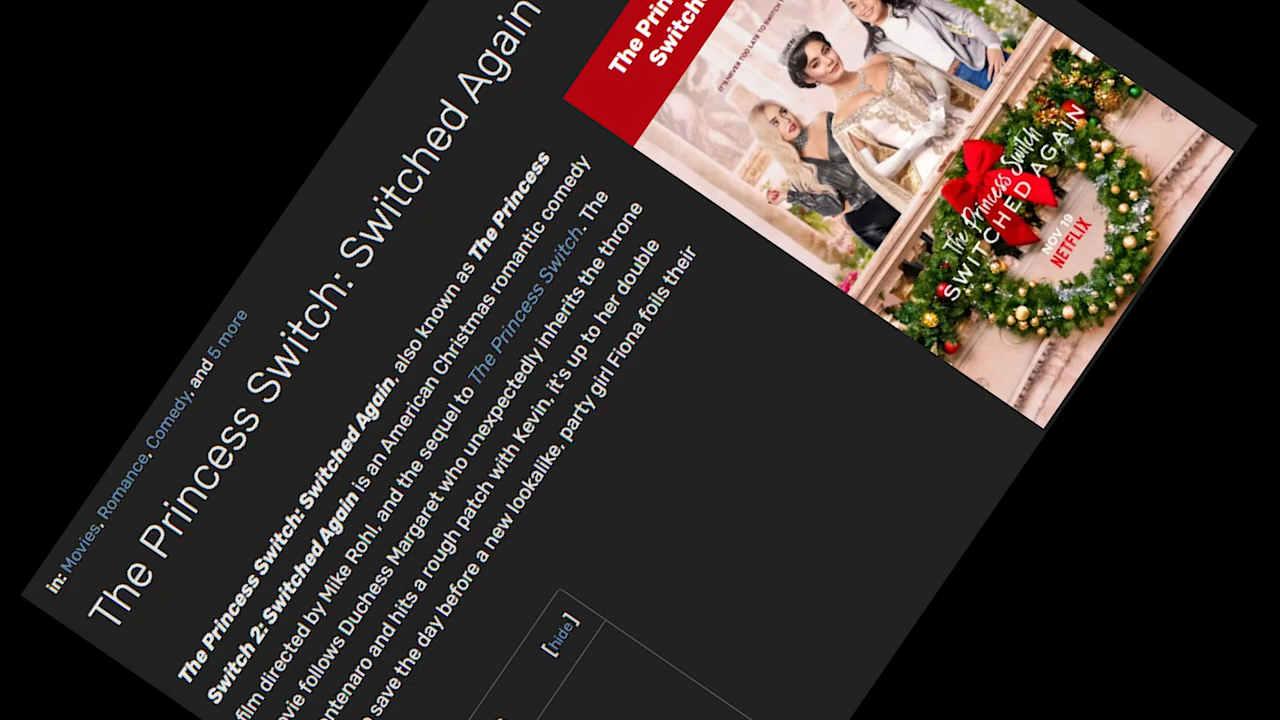 in: Movies, Romance, Comedy, and 5 more
The Princess Switch: Switched Again
The Princess Switch: Switched Again, also known as The Princess
Switch 2: Switched Again is an American Christmas romantic comedy
film directed by Mike Rohl, and the sequel to The Princess Switch. The
follows Duchess Margaret who unexpectedly inherits the throne
and hits a rough patch with Kevin, it's up to her double
save the day before a new lookalike, party girl Fiona foils their
[hide]
The
IT'S NEVER TOO LATE TO SWITCH
The Princess Switch
SWITCHED AGAIN
NOV 19
NETFLIX